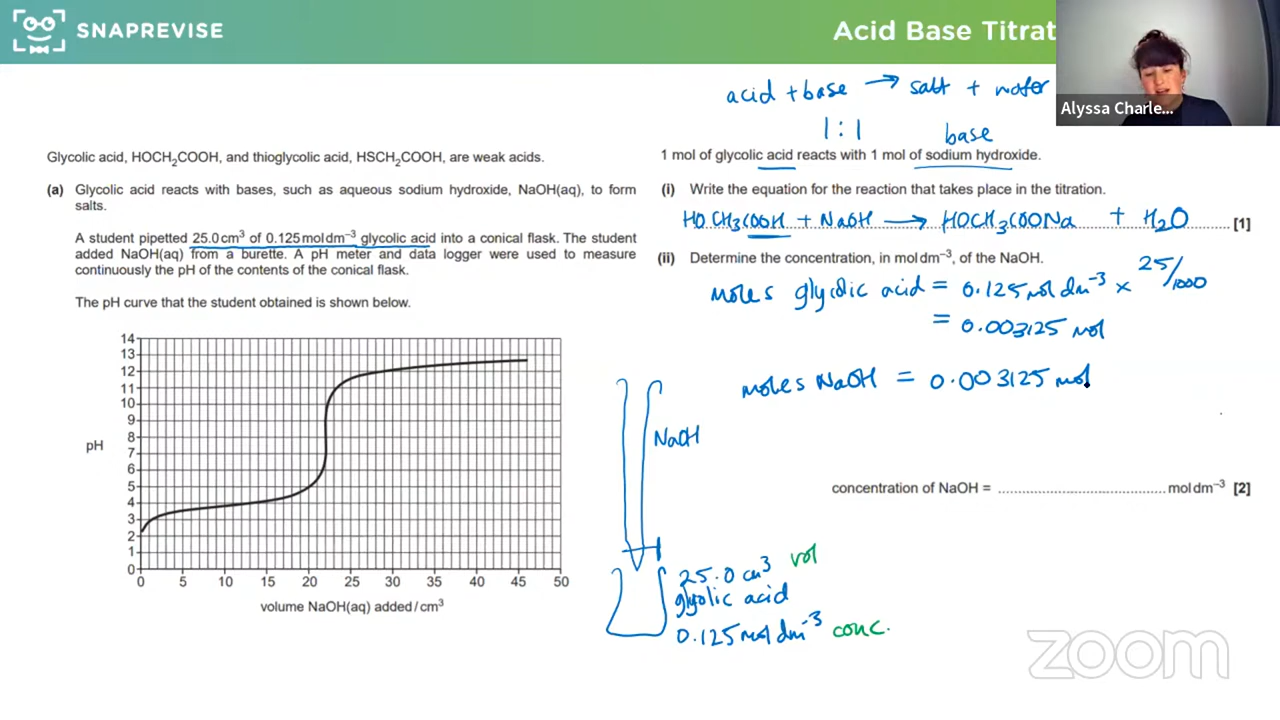 SNAPREVISE
Acid Base Titrat
Alyssa Charle...
acid + base → salt + water
1 : 1
base
Glycolic acid, HOCH₂COOH, and thioglycolic acid, HSCH₂COOH, are weak acids.
(a) Glycolic acid reacts with bases, such as aqueous sodium hydroxide, NaOH(aq), to form
salts.
A student pipetted 25.0 cm³ of 0.125 mol dm⁻³ glycolic acid into a conical flask. The student
added NaOH(aq) from a burette. A pH meter and data logger were used to measure
continuously the pH of the contents of the conical flask.
The pH curve that the student obtained is shown below.
14
13
12
11
10
9
8
7
6
5
4
3
2
1
0
pH
0 5 10 15 20 25 30 35 40 45 50
volume NaOH(aq) added / cm³
1 mol of glycolic acid reacts with 1 mol of sodium hydroxide.
(i) Write the equation for the reaction that takes place in the titration.
HOCH₃COOH + NaOH → HOCH₃COONa + H₂O [1]
(ii) Determine the concentration, in mol dm⁻³, of the NaOH.
moles glycolic acid = 0.125 mol dm⁻³ × 25/1000
= 0.003125 mol
moles NaOH = 0.003125 mol
NaOH
concentration of NaOH = ............................................ mol dm⁻³ [2]
25.0 cm³ vol
glyolic acid
0.125 mol dm⁻³ conc.
zoom